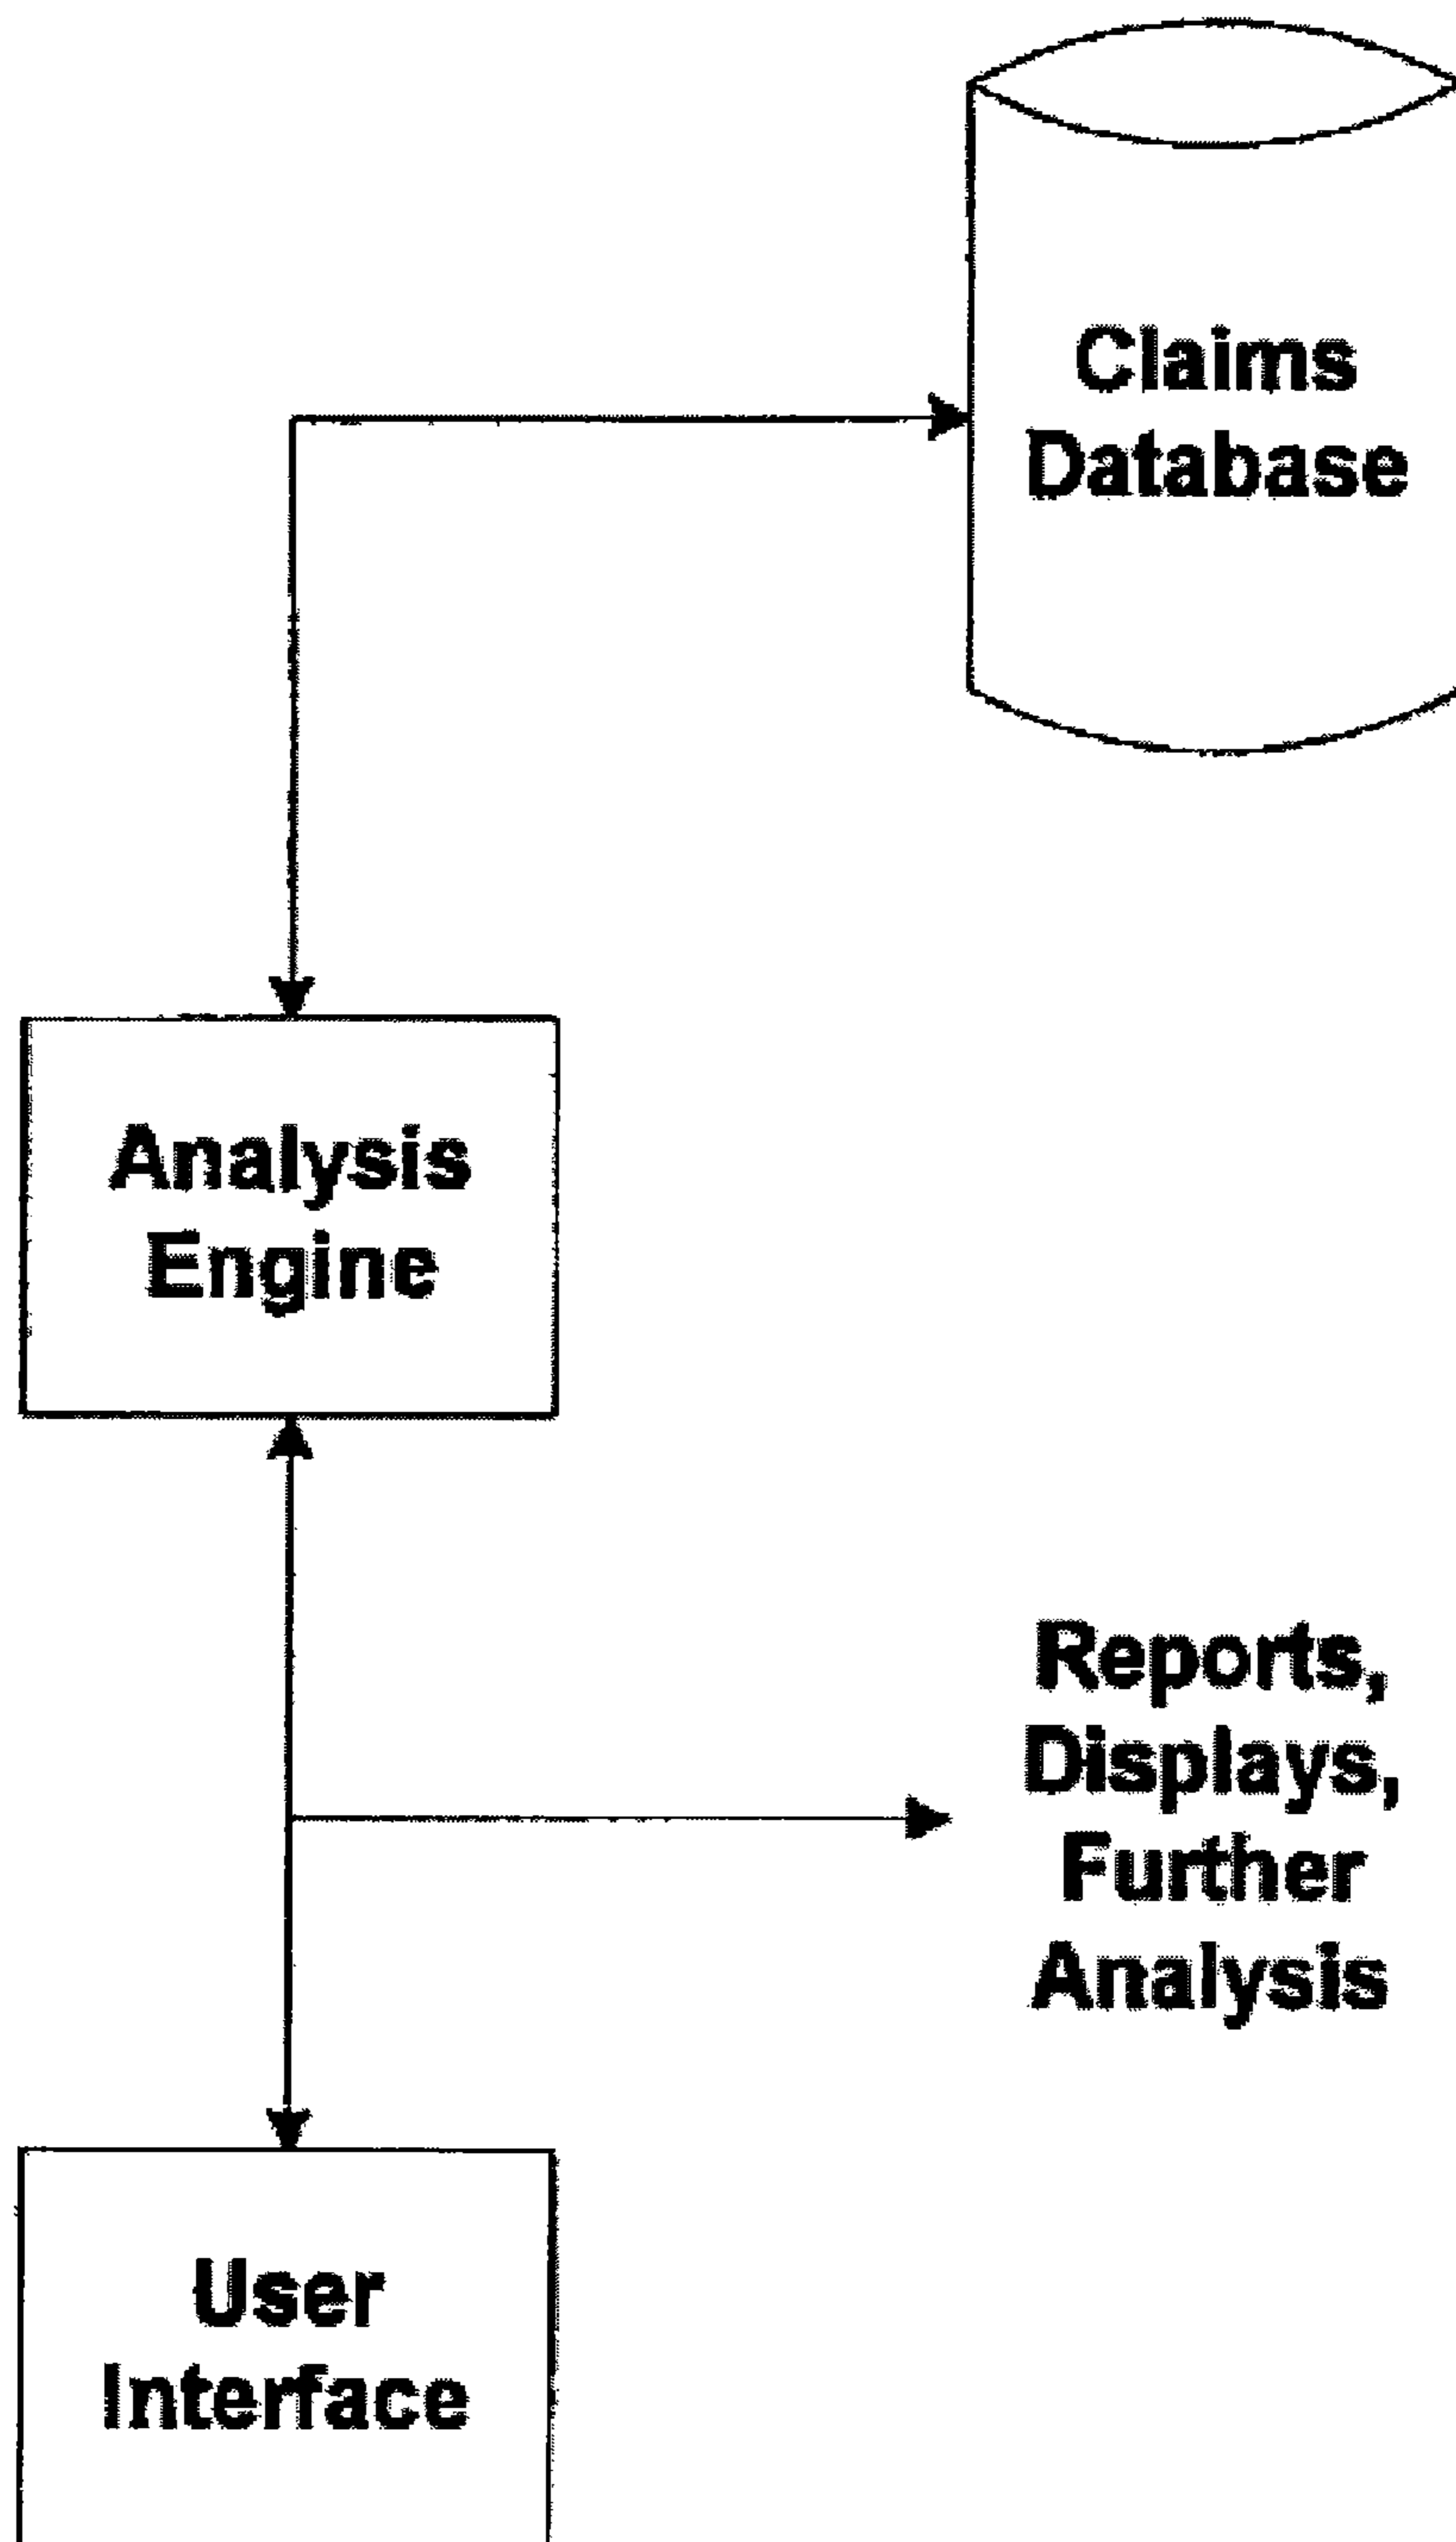 Claims
Database
Analysis
Engine
Reports,
Displays,
Further
Analysis
User
Interface